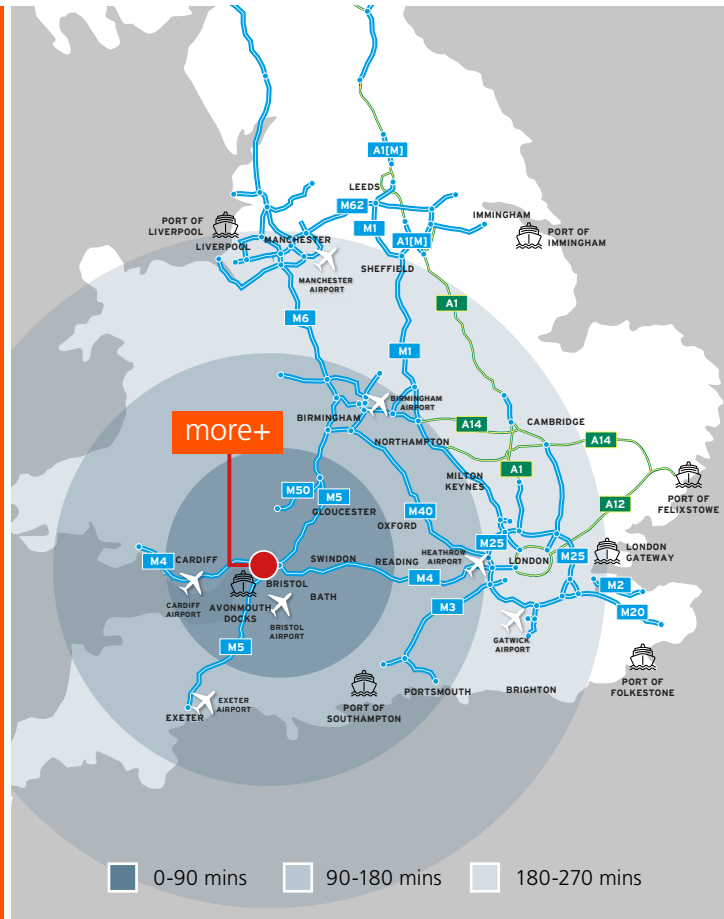 A1[M]
LEEDS
M62
PORT OF
LIVERPOOL
IMMINGHAM
M1
PORT OF
IMMINGHAM
MANCHESTER
A1[M]
LIVERPOOL
SHEFFIELD
MANCHESTER
AIRPORT
A1
M6
M1
BIRMINGHAM
AIRPORT
more+
BIRMINGHAM
A14
CAMBRIDGE
NORTHAMPTON
A14
A1
MILTON
KEYNES
M50
M5
PORT OF
FELIXSTOWE
A12
GLOUCESTER
M40
OXFORD
M25
HEATHROW
AIRPORT
LONDON
M25
LONDON
GATEWAY
M4
CARDIFF
SWINDON
READING
M4
BRISTOL
M2
CARDIFF
AIRPORT
AVONMOUTH
DOCKS
BATH
M3
M20
BRISTOL
AIRPORT
GATWICK
AIRPORT
M5
PORT OF
FOLKESTONE
PORTSMOUTH
BRIGHTON
EXETER
AIRPORT
EXETER
PORT OF
SOUTHAMPTON
0-90 mins
90-180 mins
180-270 mins